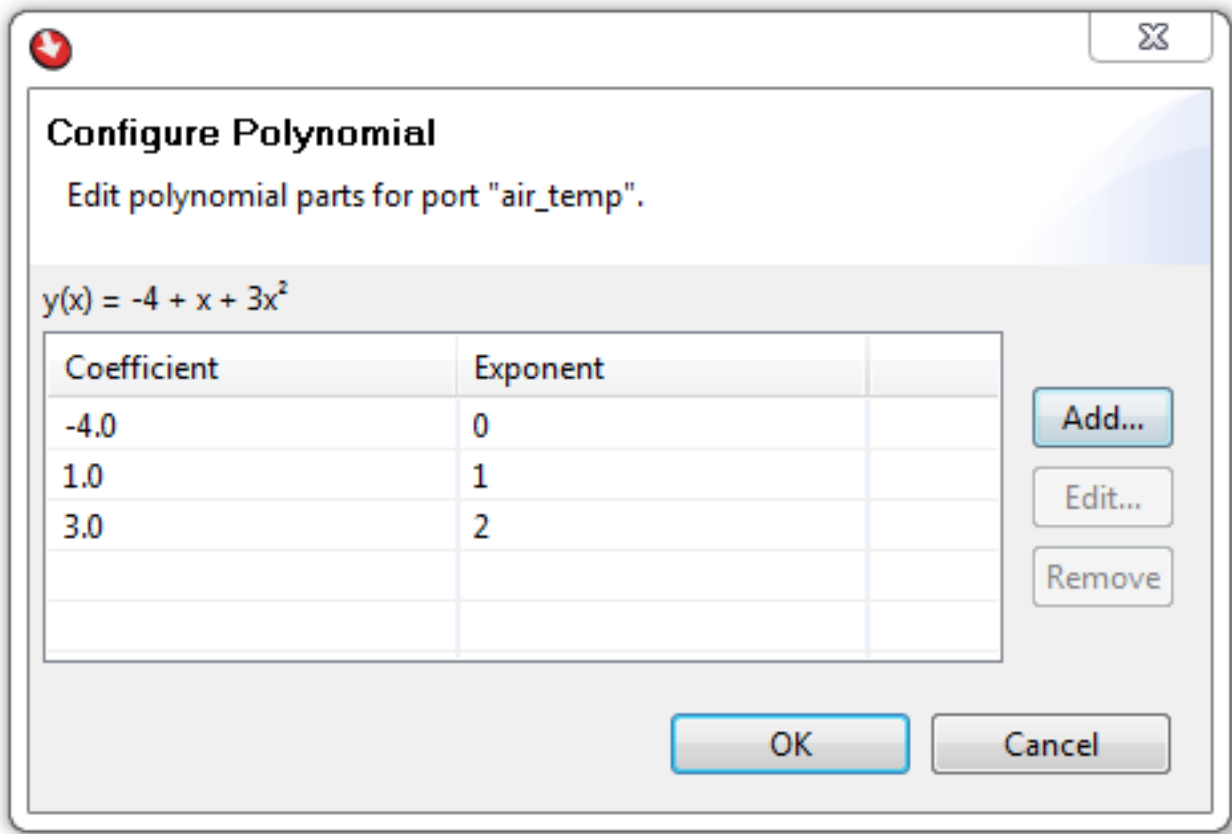 Configure Polynomial
Edit polynomial parts for port "air_temp".
y(x) = -4 + x + 3x²
Coefficient Exponent
-4.0 0
1.0 1
3.0 2
Add...
Edit...
Remove
OK Cancel